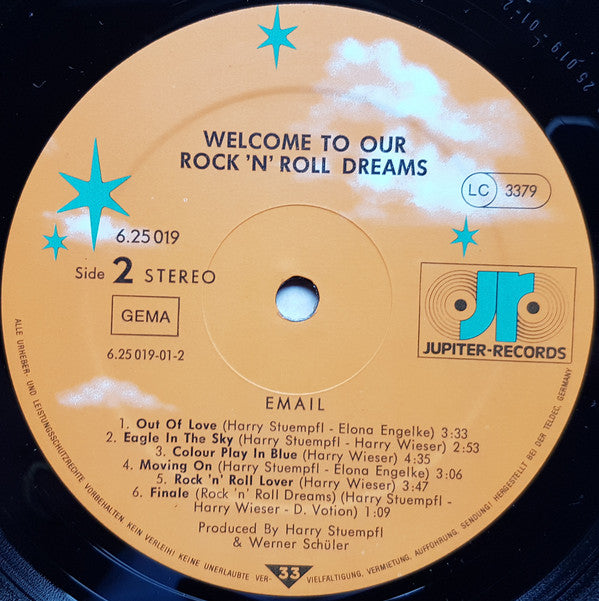 WELCOME TO OUR
ROCK 'N' ROLL DREAMS
LC 3379
6.25 019
Side 2 STEREO
GEMA
6.25 019-01-2
jr
JUPITER-RECORDS
EMAIL
1. Out Of Love (Harry Stuempfl - Elona Engelke) 3:33
2. Eagle In The Sky (Harry Stuempfl - Harry Wieser) 2:53
3. Colour Play In Blue (Harry Wieser) 4:35
4. Moving On (Harry Stuempfl - Elona Engelke) 3:06
5. Rock 'n' Roll Lover (Harry Wieser) 3:47
6. Finale (Rock 'n' Roll Dreams) (Harry Stuempfl -
Harry Wieser - D. Votion) 1:09
Produced By Harry Stuempfl
& Werner Schüler
ALLE URHEBER- UND LEISTUNGSSCHUTZRECHTE VORBEHALTEN. KEIN VERLEIH! KEINE UNERLAUBTE VER- 33 VIELFÄLTIGUNG, VERMIETUNG, AUFFÜHRUNG, SENDUNG! HERGESTELLT BEI DER TELDEC, GERMANY